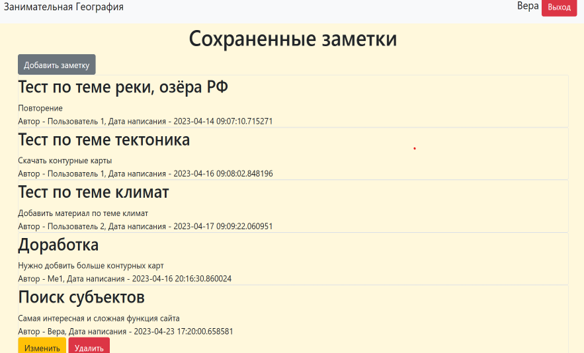 Занимательная География
Вера Выход
Сохраненные заметки
Добавить заметку
Тест по теме реки, озёра РФ
Повторение
Автор - Пользователь 1, Дата написания - 2023-04-14 09:07:10.715271
Тест по теме тектоника
Скачать контурные карты
Автор - Пользователь 1, Дата написания - 2023-04-16 09:08:02.848196
Тест по теме климат
Добавить материал по теме климат
Автор - Пользователь 2, Дата написания - 2023-04-17 09:09:22.060951
Доработка
Нужно добвить больше контурных карт
Автор - Me1, Дата написания - 2023-04-16 20:16:30.860024
Поиск субъектов
Самая интересная и сложная функция сайта
Автор - Вера, Дата написания - 2023-04-23 17:20:00.658581
Изменить Удалить